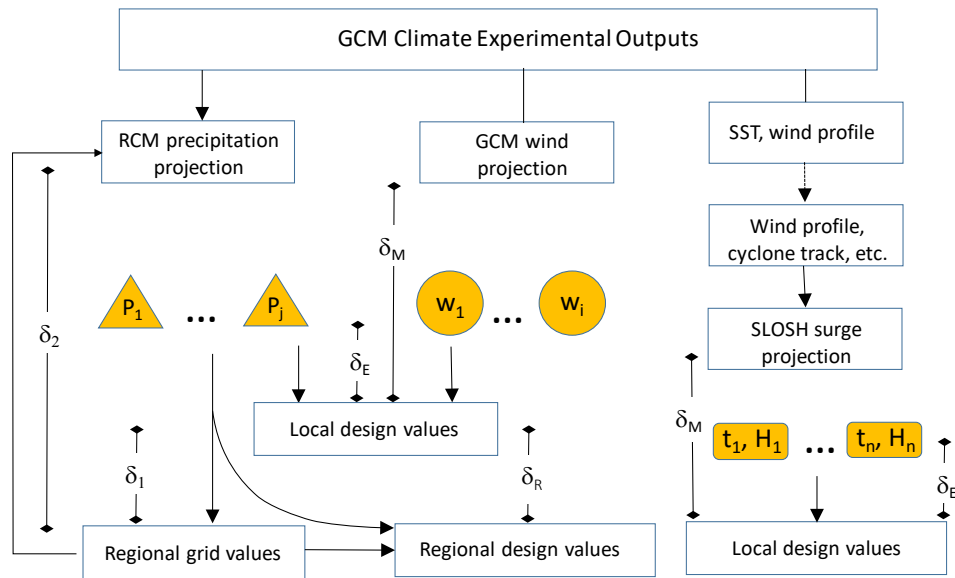 GCM Climate Experimental Outputs
RCM precipitation
projection
GCM wind
projection
SST, wind profile
Wind profile,
cyclone track, etc.
SLOSH surge
projection
δM
P1
...
Pj
w1
...
wi
δ2
δE
Local design values
δM
t1, H1
...
tn, Hn
δ1
δR
δE
Regional grid values
Regional design values
Local design values